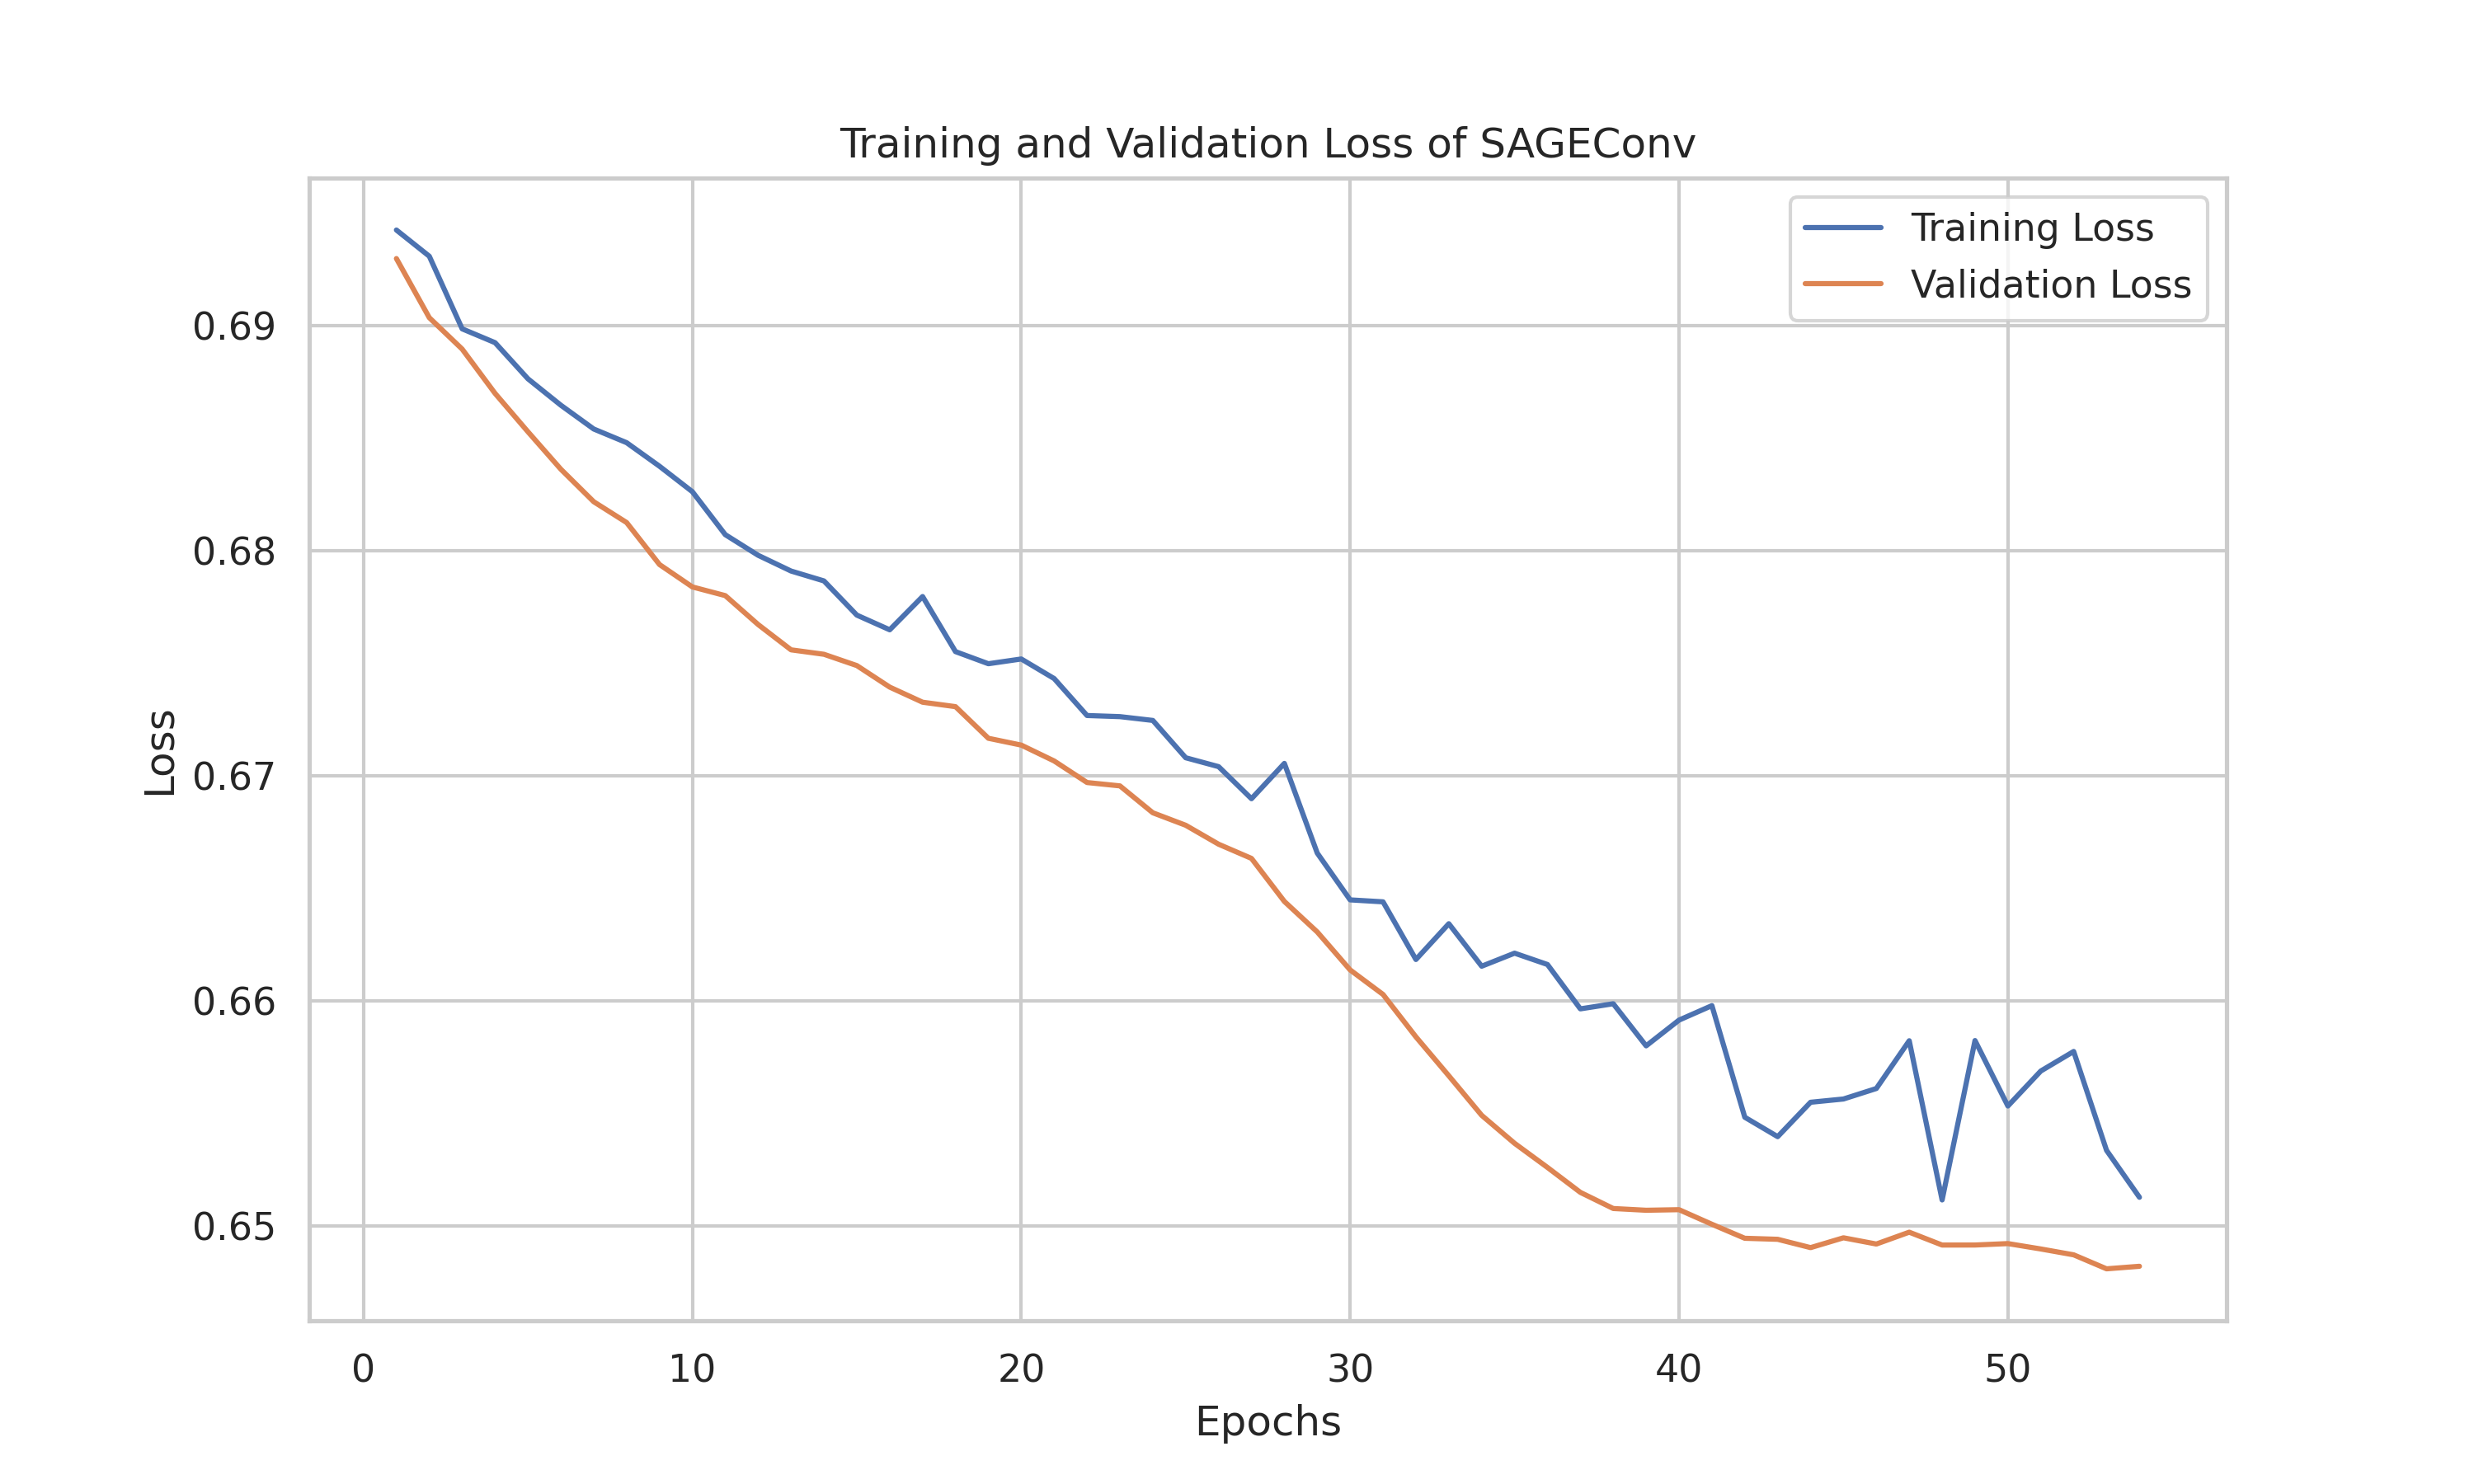 Training and Validation Loss of SAGEConv
Training Loss
Validation Loss
0.69
0.68
0.67
0.66
0.65
Loss
0 10 20 30 40 50
Epochs